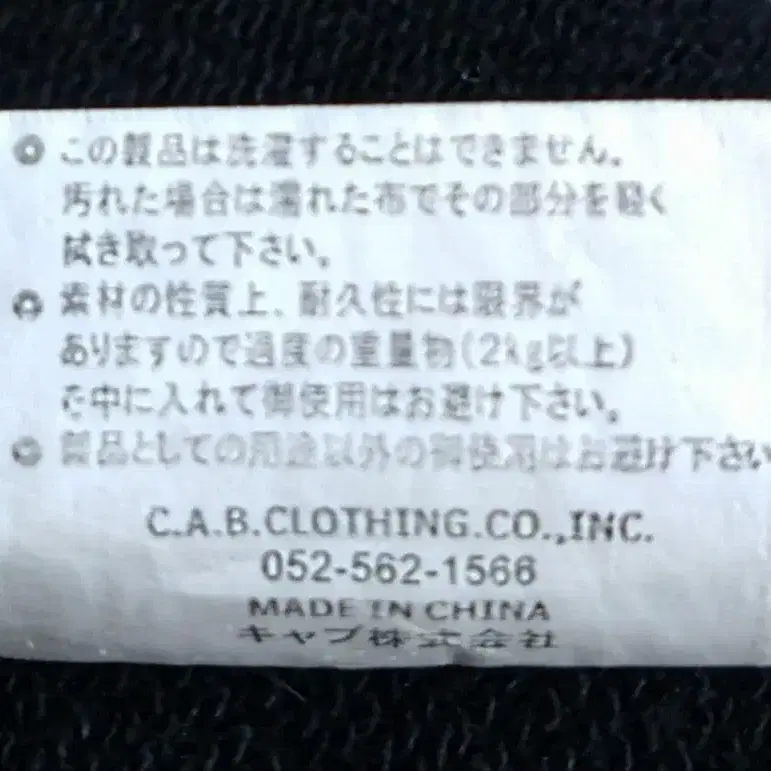 この製品は洗濯することはできません。
汚れた場合は濡れた布でその部分を軽く
拭き取って下さい。
素材の性質上、耐久性には限界が
ありますので過度の重量物(2kg以上)
を中に入れて御使用はお避け下さい。
製品としての用途以外の御使用はお避け下さい
C.A.B.CLOTHING.CO.,INC.
052-562-1566
MADE IN CHINA
キャブ株式会社